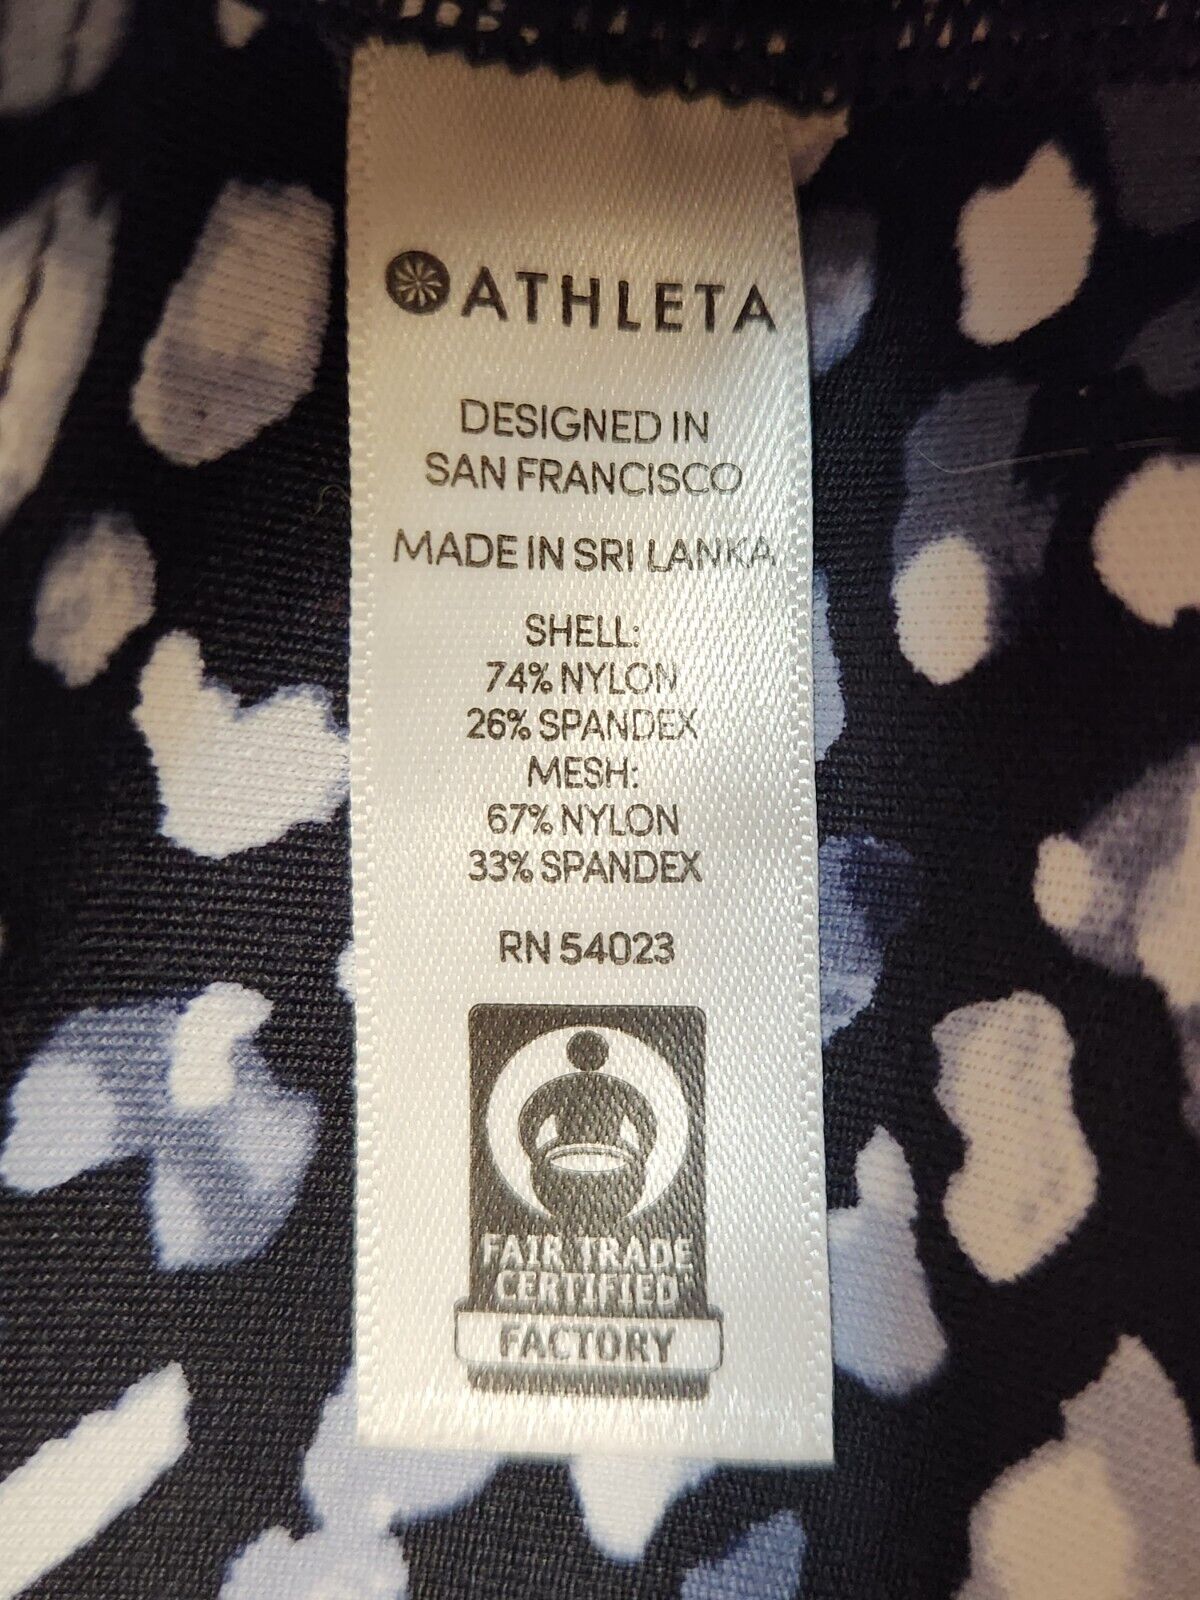 ATHLETA
DESIGNED IN
SAN FRANCISCO
MADE IN SRI LANKA
SHELL:
74% NYLON
26% SPANDEX
MESH:
67% NYLON
33% SPANDEX
RN 54023
FAIR TRADE
CERTIFIED
FACTORY